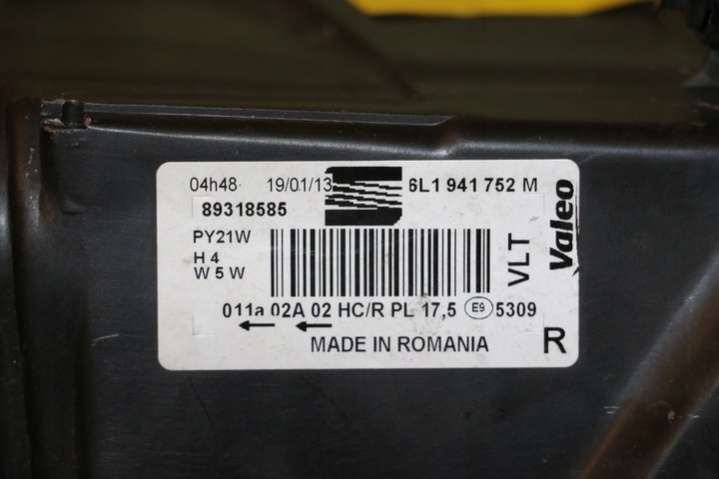 04h48 19/01/13 6L1 941 752 M
89318585
PY21W
H 4
W 5 W
VLT
Valeo
011a 02A 02 HC/R PL 17,5 E9 5309
MADE IN ROMANIA R